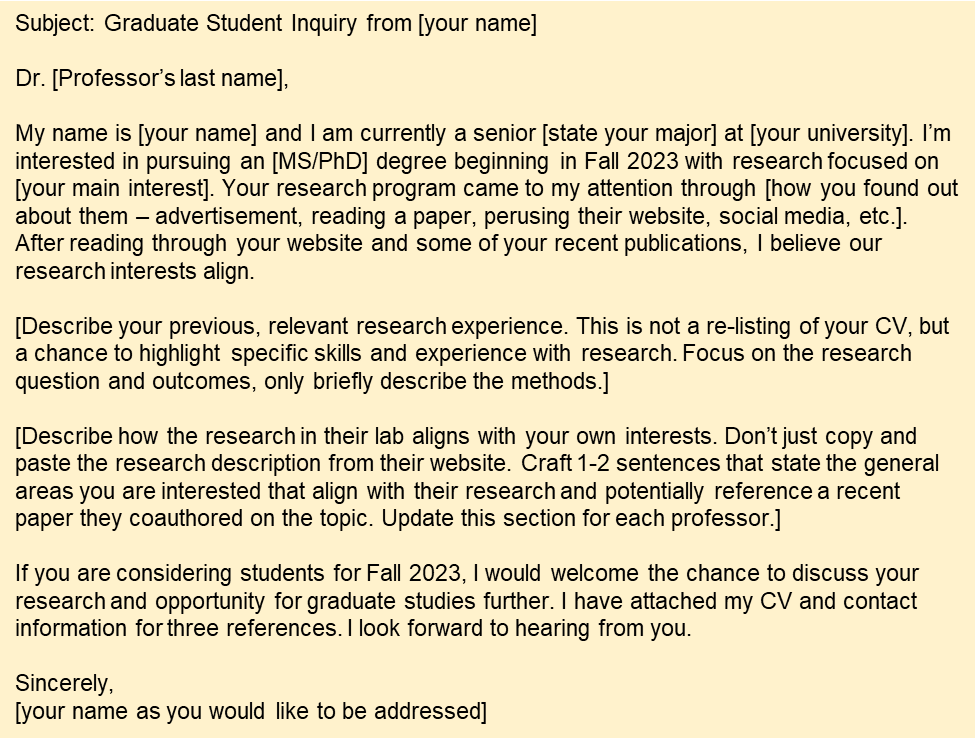 Subject: Graduate Student Inquiry from [your name]
Dr. [Professor's last name],
My name is [your name] and I am currently a senior [state your major] at [your university]. I'm
interested in pursuing an [MS/PhD] degree beginning in Fall 2023 with research focused on
[your main interest]. Your research program came to my attention through [how you found out
about them – advertisement, reading a paper, perusing their website, social media, etc.].
After reading through your website and some of your recent publications, I believe our
research interests align.
[Describe your previous, relevant research experience. This is not a re-listing of your CV, but
a chance to highlight specific skills and experience with research. Focus on the research
question and outcomes, only briefly describe the methods.]
[Describe how the research in their lab aligns with your own interests. Don't just copy and
paste the research description from their website. Craft 1-2 sentences that state the general
areas you are interested that align with their research and potentially reference a recent
paper they coauthored on the topic. Update this section for each professor.]
If you are considering students for Fall 2023, I would welcome the chance to discuss your
research and opportunity for graduate studies further. I have attached my CV and contact
information for three references. I look forward to hearing from you.
Sincerely,
[your name as you would like to be addressed]